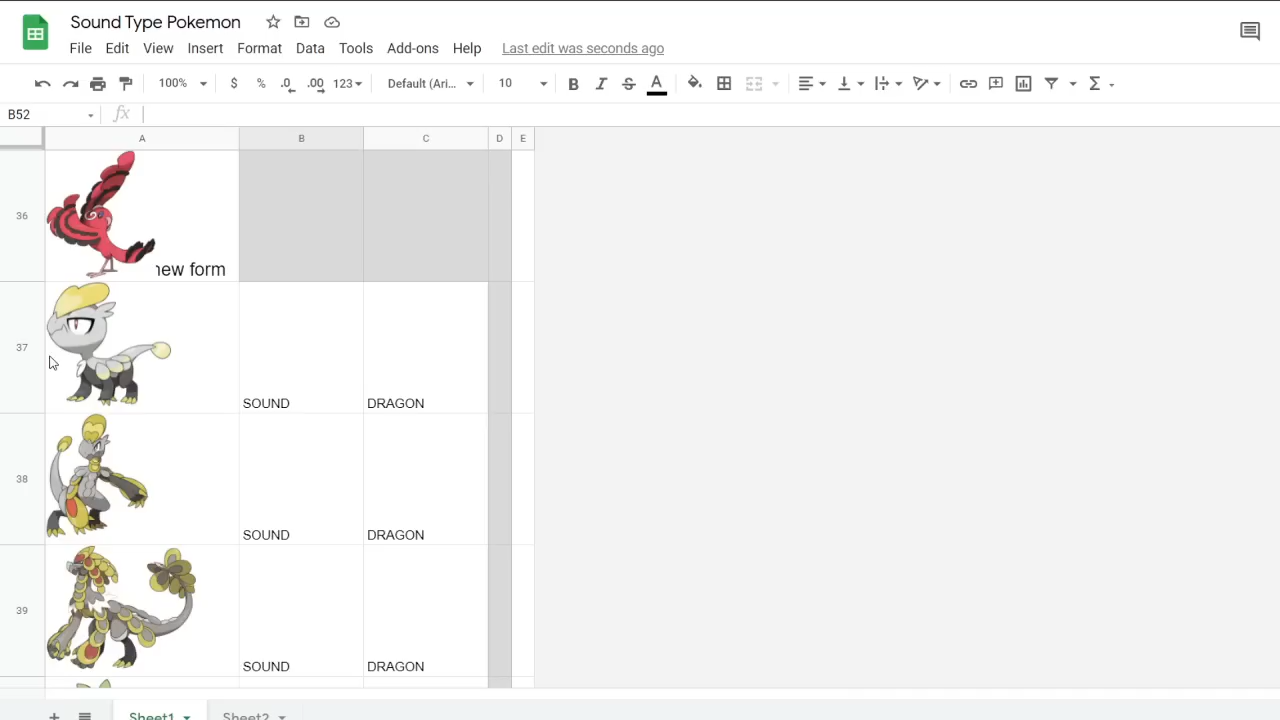 Sound Type Pokemon
File Edit View Insert Format Data Tools Add-ons Help Last edit was seconds ago
100% $ % .0 .00 123 Default (Ari... 10 B I S A Σ
B52 fx
A B C D E
36 new form
37 SOUND DRAGON
38 SOUND DRAGON
39 SOUND DRAGON
+ Sheet1 Sheet2